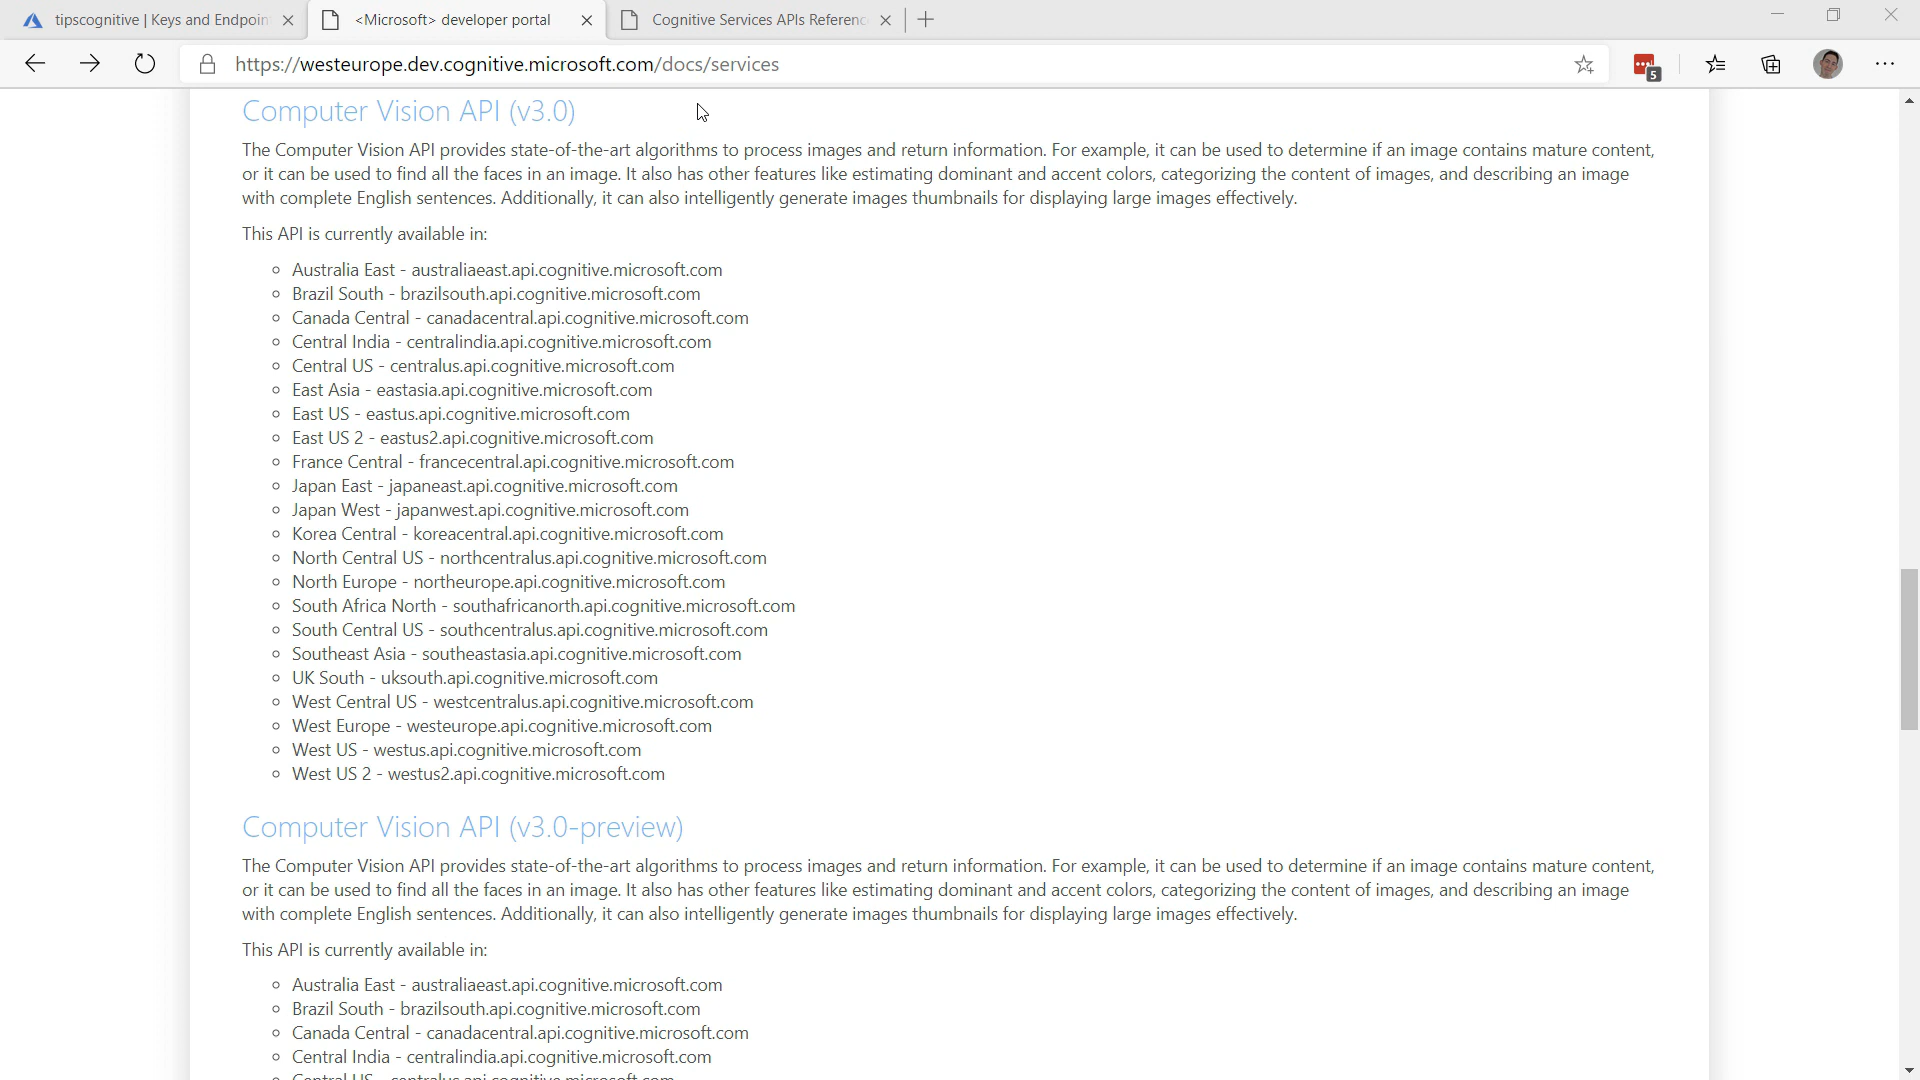 tipscognitive | Keys and Endpoin
<Microsoft> developer portal
Cognitive Services APIs Referenc
https://westeurope.dev.cognitive.microsoft.com/docs/services
5
Computer Vision API (v3.0)
The Computer Vision API provides state-of-the-art algorithms to process images and return information. For example, it can be used to determine if an image contains mature content,
or it can be used to find all the faces in an image. It also has other features like estimating dominant and accent colors, categorizing the content of images, and describing an image
with complete English sentences. Additionally, it can also intelligently generate images thumbnails for displaying large images effectively.
This API is currently available in:
Australia East - australiaeast.api.cognitive.microsoft.com
Brazil South - brazilsouth.api.cognitive.microsoft.com
Canada Central - canadacentral.api.cognitive.microsoft.com
Central India - centralindia.api.cognitive.microsoft.com
Central US - centralus.api.cognitive.microsoft.com
East Asia - eastasia.api.cognitive.microsoft.com
East US - eastus.api.cognitive.microsoft.com
East US 2 - eastus2.api.cognitive.microsoft.com
France Central - francecentral.api.cognitive.microsoft.com
Japan East - japaneast.api.cognitive.microsoft.com
Japan West - japanwest.api.cognitive.microsoft.com
Korea Central - koreacentral.api.cognitive.microsoft.com
North Central US - northcentralus.api.cognitive.microsoft.com
North Europe - northeurope.api.cognitive.microsoft.com
South Africa North - southafricanorth.api.cognitive.microsoft.com
South Central US - southcentralus.api.cognitive.microsoft.com
Southeast Asia - southeastasia.api.cognitive.microsoft.com
UK South - uksouth.api.cognitive.microsoft.com
West Central US - westcentralus.api.cognitive.microsoft.com
West Europe - westeurope.api.cognitive.microsoft.com
West US - westus.api.cognitive.microsoft.com
West US 2 - westus2.api.cognitive.microsoft.com
Computer Vision API (v3.0-preview)
The Computer Vision API provides state-of-the-art algorithms to process images and return information. For example, it can be used to determine if an image contains mature content,
or it can be used to find all the faces in an image. It also has other features like estimating dominant and accent colors, categorizing the content of images, and describing an image
with complete English sentences. Additionally, it can also intelligently generate images thumbnails for displaying large images effectively.
This API is currently available in:
Australia East - australiaeast.api.cognitive.microsoft.com
Brazil South - brazilsouth.api.cognitive.microsoft.com
Canada Central - canadacentral.api.cognitive.microsoft.com
Central India - centralindia.api.cognitive.microsoft.com
Central US - centralus.api.cognitive.microsoft.com